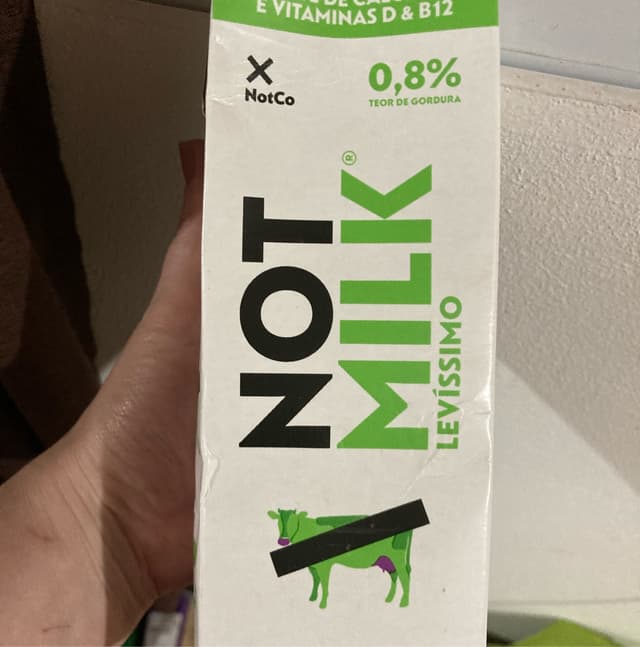 E VITAMINAS D & B12
NotCo
0,8%
TEOR DE GORDURA
NOT
MILK®
LEVÍSSIMO